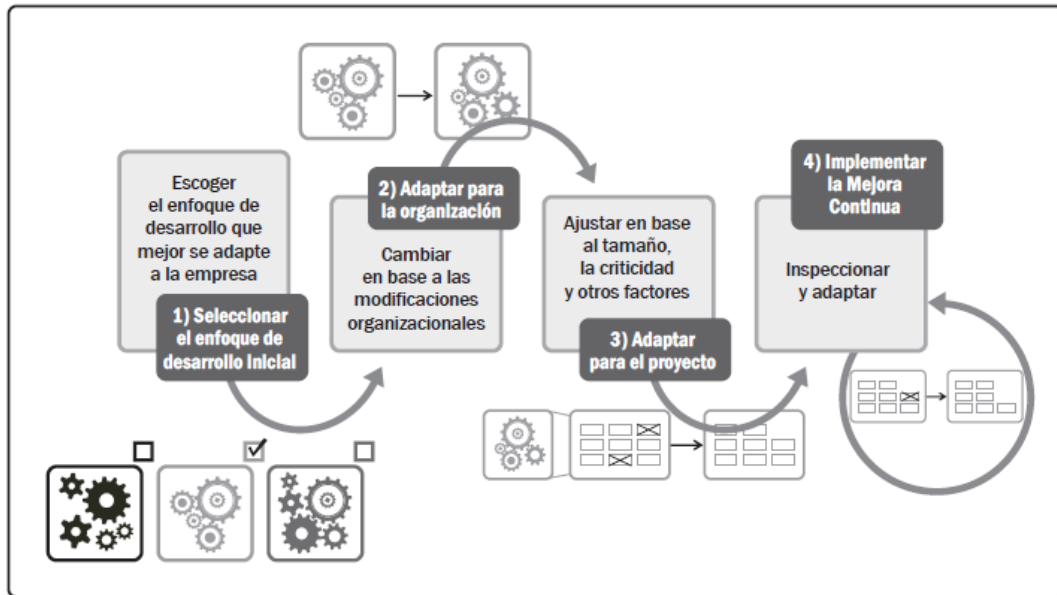 Escoger
el enfoque de
desarrollo que
mejor se adapte
a la empresa
1) Seleccionar
el enfoque de
desarrollo Inicial
2) Adaptar para
la organización
Cambiar
en base a las
modificaciones
organizacionales
Ajustar en base
al tamaño,
la criticidad
y otros factores
3) Adaptar
para el proyecto
4) Implementar
la Mejora
Continua
Inspeccionar
y adaptar